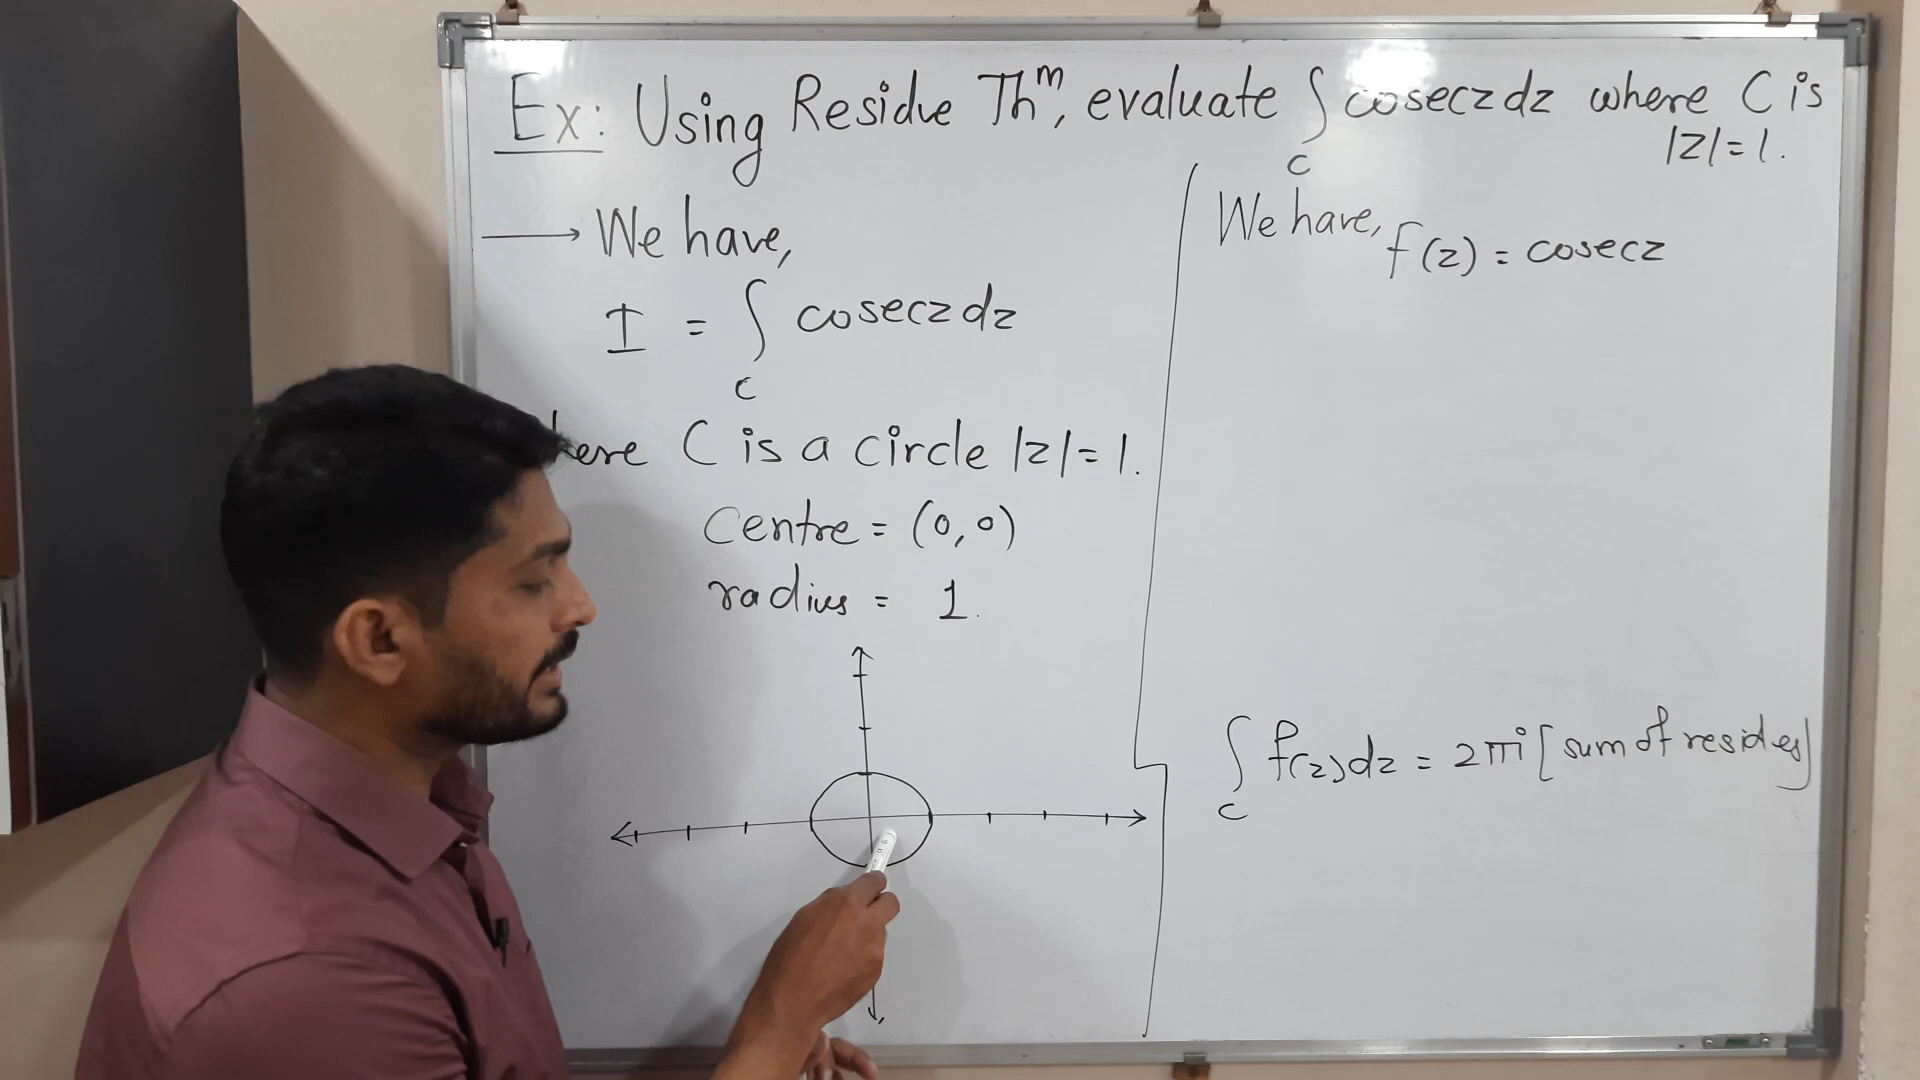 Ex: Using Residue Thᵐ, evaluate ∫ cosecz dz where C is
C
|z|=1.
→ We have,
I = ∫ cosecz dz
C
here C is a circle |z|=1.
Centre = (0,0)
radius = 1.
We have, f(z) = cosecz
∫ f(z)dz = 2πi [sum of residues]
C